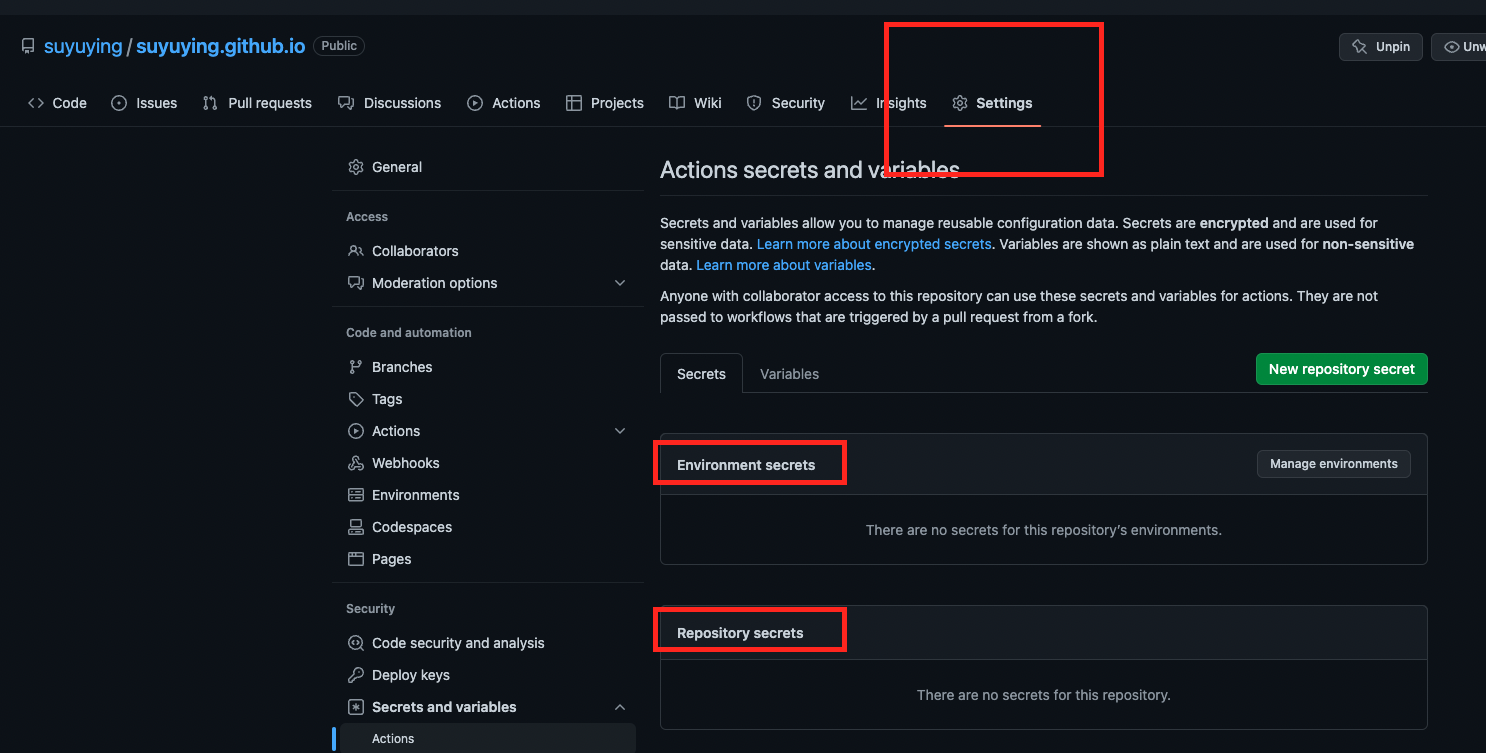 suyuying / suyuying.github.io Public
Unpin
Code Issues Pull requests Discussions Actions Projects Wiki Security Insights Settings
General
Access
Collaborators
Moderation options
Code and automation
Branches
Tags
Actions
Webhooks
Environments
Codespaces
Pages
Security
Code security and analysis
Deploy keys
Secrets and variables
Actions
Actions secrets and variables
Secrets and variables allow you to manage reusable configuration data. Secrets are encrypted and are used for
sensitive data. Learn more about encrypted secrets. Variables are shown as plain text and are used for non-sensitive
data. Learn more about variables.
Anyone with collaborator access to this repository can use these secrets and variables for actions. They are not
passed to workflows that are triggered by a pull request from a fork.
Secrets Variables
New repository secret
Environment secrets
Manage environments
There are no secrets for this repository’s environments.
Repository secrets
There are no secrets for this repository.